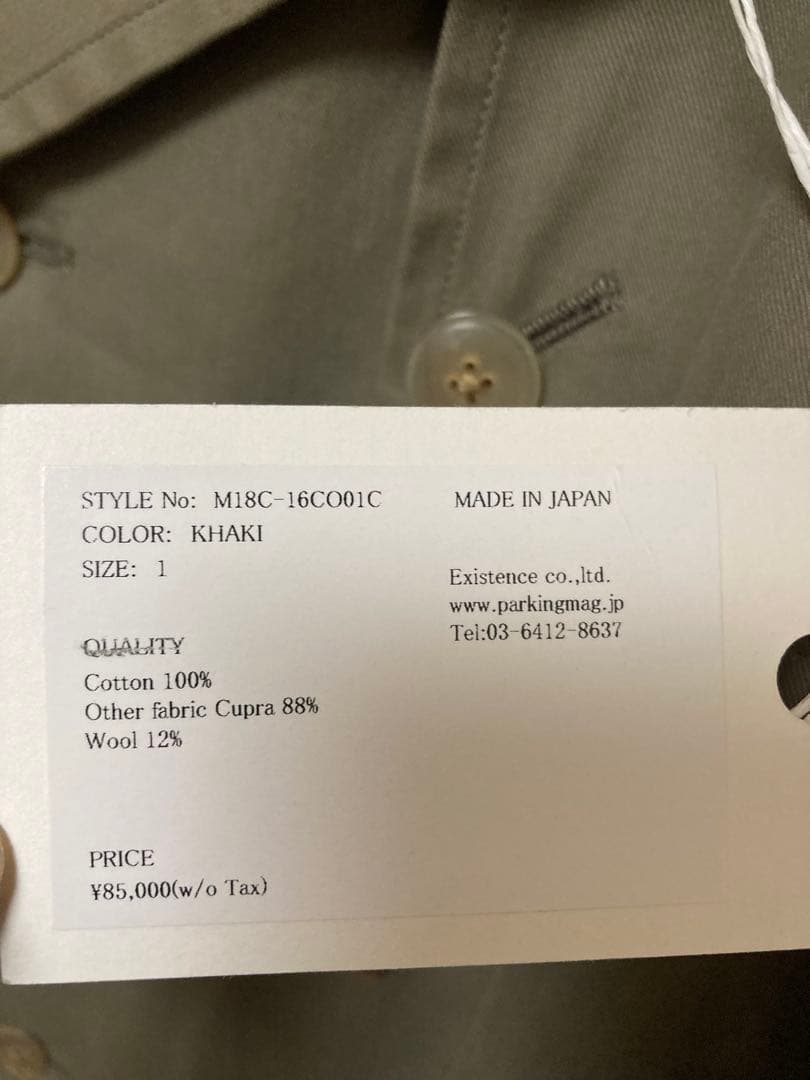 STYLE No: M18C-16CO01C
COLOR: KHAKI
SIZE: 1
MADE IN JAPAN
Existence co.,ltd.
www.parkingmag.jp
Tel:03-6412-8637
QUALITY
Cotton 100%
Other fabric Cupra 88%
Wool 12%
PRICE
¥85,000(w/o Tax)